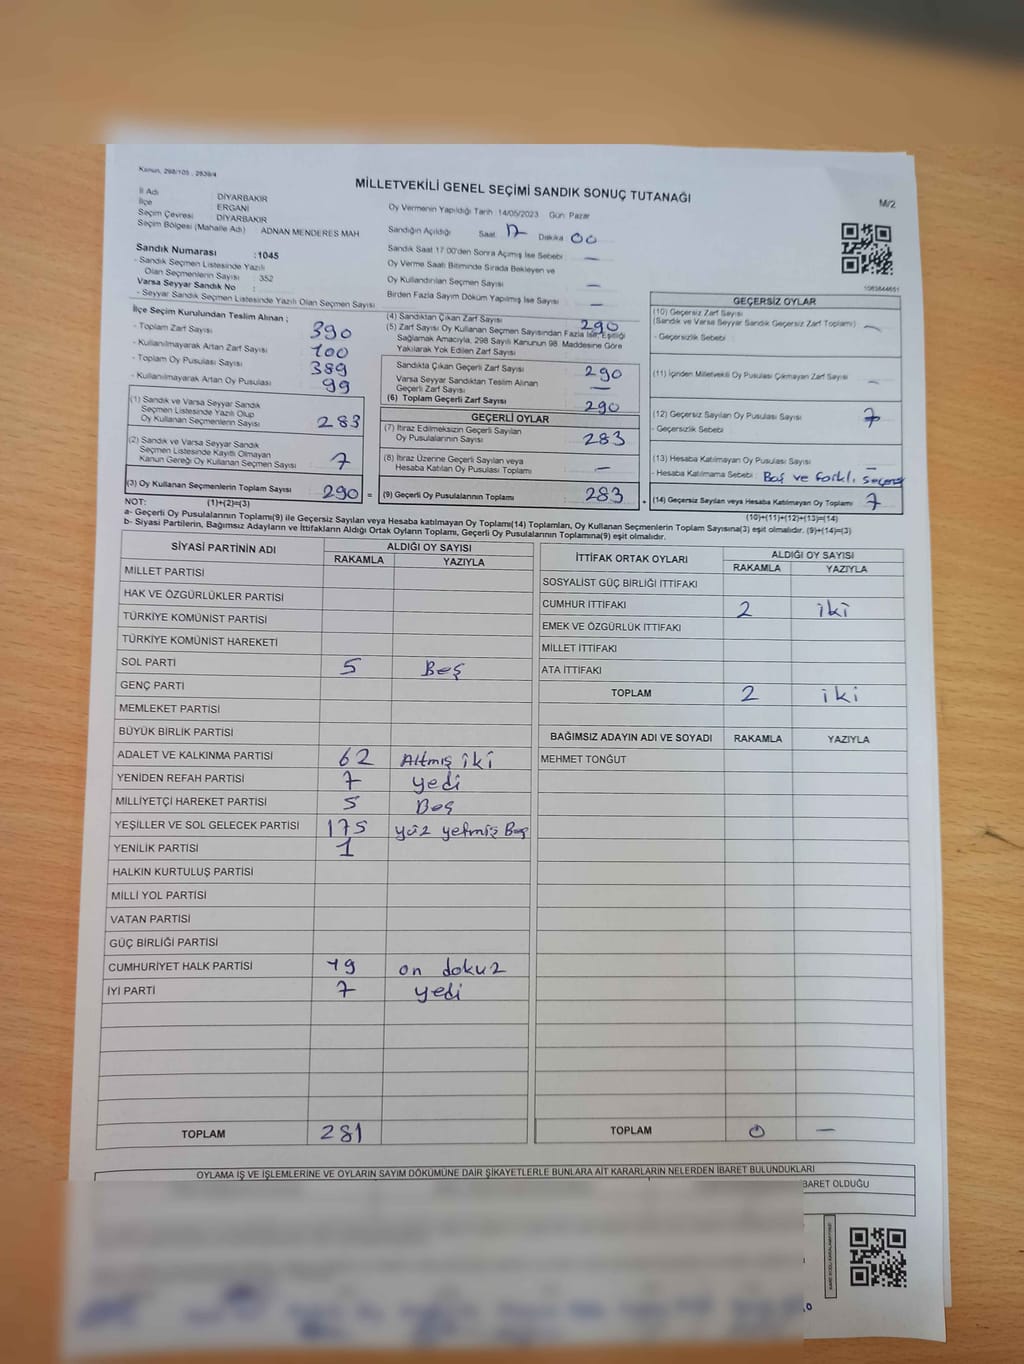 Kanun, 298/105 , 2839/4
MİLLETVEKİLİ GENEL SEÇİMİ SANDIK SONUÇ TUTANAĞI
M/2
İl Adı : DİYARBAKIR
İlçe : ERGANİ
Seçim Çevresi : DİYARBAKIR
Seçim Bölgesi (Mahalle Adı) : ADNAN MENDERES MAH
Oy Vermenin Yapıldığı Tarih :14/05/2023 Gün: Pazar
Sandığın Açıldığı Saat: 17 Dakika 00
Sandık Saat 17:00'den Sonra Açılmış İse Sebebi : —
Oy Verme Saati Bitiminde Sırada Bekleyen ve
Oy Kullandırılan Seçmen Sayısı : —
Birden Fazla Sayım Döküm Yapılmış İse Sayısı : —
Sandık Numarası : 1045
- Sandık Seçmen Listesinde Yazılı
Olan Seçmenlerin Sayısı : 352
Varsa Seyyar Sandık No :
- Seyyar Sandık Seçmen Listesinde Yazılı Olan Seçmen Sayısı :
İlçe Seçim Kurulundan Teslim Alınan ;
- Toplam Zarf Sayısı : 390
- Kullanılmayarak Artan Zarf Sayısı : 100
- Toplam Oy Pusulası Sayısı : 389
- Kullanılmayarak Artan Oy Pusulası : 99
(1) Sandık ve Varsa Seyyar Sandık
Seçmen Listesinde Yazılı Olup
Oy Kullanan Seçmenlerin Sayısı : 283
(2) Sandık ve Varsa Seyyar Sandık
Seçmen Listesinde Kayıtlı Olmayan
Kanun Gereği Oy Kullanan Seçmen Sayısı : 7
(3) Oy Kullanan Seçmenlerin Toplam Sayısı : 290 =
(4) Sandıktan Çıkan Zarf Sayısı : 290
(5) Zarf Sayısı Oy Kullanan Seçmen Sayısından Fazla İse, Eşitliği
Sağlamak Amacıyla, 298 Sayılı Kanunun 98. Maddesine Göre
Yakılarak Yok Edilen Zarf Sayısı :
Sandıkta Çıkan Geçerli Zarf Sayısı : 290
Varsa Seyyar Sandıktan Teslim Alınan
Geçerli Zarf Sayısı : —
(6) Toplam Geçerli Zarf Sayısı : 290
GEÇERLİ OYLAR
(7) İtiraz Edilmeksizin Geçerli Sayılan
Oy Pusulalarının Sayısı : 283
(8) İtiraz Üzerine Geçerli Sayılan veya
Hesaba Katılan Oy Pusulası Toplamı : —
(9) Geçerli Oy Pusulalarının Toplamı : 283 +
1063844651
GEÇERSİZ OYLAR
(10) Geçersiz Zarf Sayısı
(Sandık ve Varsa Seyyar Sandık Geçersiz Zarf Toplamı) : —
- Geçersizlik Sebebi :
(11) İçinden Milletvekili Oy Pusulası Çıkmayan Zarf Sayısı : —
(12) Geçersiz Sayılan Oy Pusulası Sayısı : 7
- Geçersizlik Sebebi :
(13) Hesaba Katılmayan Oy Pusulası Sayısı : —
- Hesaba Katılmama Sebebi : Boş ve farklı
(14) Geçersiz Sayılan veya Hesaba Katılmayan Oy Toplamı : 7
NOT: (1)+(2)=(3) (10)+(11)+(12)+(13)=(14)
a- Geçerli Oy Pusulalarının Toplamı(9) ile Geçersiz Sayılan veya Hesaba katılmayan Oy Toplamı(14) Toplamları, Oy Kullanan Seçmenlerin Toplam Sayısına(3) eşit olmalıdır. (9)+(14)=(3)
b- Siyasi Partilerin, Bağımsız Adayların ve İttifakların Aldığı Ortak Oyların Toplamı, Geçerli Oy Pusulalarının Toplamına(9) eşit olmalıdır.
SİYASİ PARTİNİN ADI ALDIĞI OY SAYISI
RAKAMLA YAZIYLA
MİLLET PARTİSİ
HAK VE ÖZGÜRLÜKLER PARTİSİ
TÜRKİYE KOMÜNİST PARTİSİ
TÜRKİYE KOMÜNİST HAREKETİ
SOL PARTİ 5 Beş
GENÇ PARTİ
MEMLEKET PARTİSİ
BÜYÜK BİRLİK PARTİSİ
ADALET VE KALKINMA PARTİSİ 62 Altmış iki
YENİDEN REFAH PARTİSİ 7 yedi
MİLLİYETÇİ HAREKET PARTİSİ 5 Beş
YEŞİLLER VE SOL GELECEK PARTİSİ 175 yüz yetmiş Beş
YENİLİK PARTİSİ 1
HALKIN KURTULUŞ PARTİSİ
MİLLİ YOL PARTİSİ
VATAN PARTİSİ
GÜÇ BİRLİĞİ PARTİSİ
CUMHURİYET HALK PARTİSİ 19 on dokuz
İYİ PARTİ 7 yedi
TOPLAM 281
İTTİFAK ORTAK OYLARI ALDIĞI OY SAYISI
RAKAMLA YAZIYLA
SOSYALİST GÜÇ BİRLİĞİ İTTİFAKI
CUMHUR İTTİFAKI 2 iki
EMEK VE ÖZGÜRLÜK İTTİFAKI
MİLLET İTTİFAKI
ATA İTTİFAKI
TOPLAM 2 iki
BAĞIMSIZ ADAYIN ADI VE SOYADI RAKAMLA YAZIYLA
MEHMET TONĞUT
TOPLAM 0 —
OYLAMA İŞ VE İŞLEMLERİNE VE OYLARIN SAYIM DÖKÜMÜNE DAİR ŞİKAYETLERLE BUNLARA AİT KARARLARIN NELERDEN İBARET BULUNDUKLARI
BARET OLDUĞU